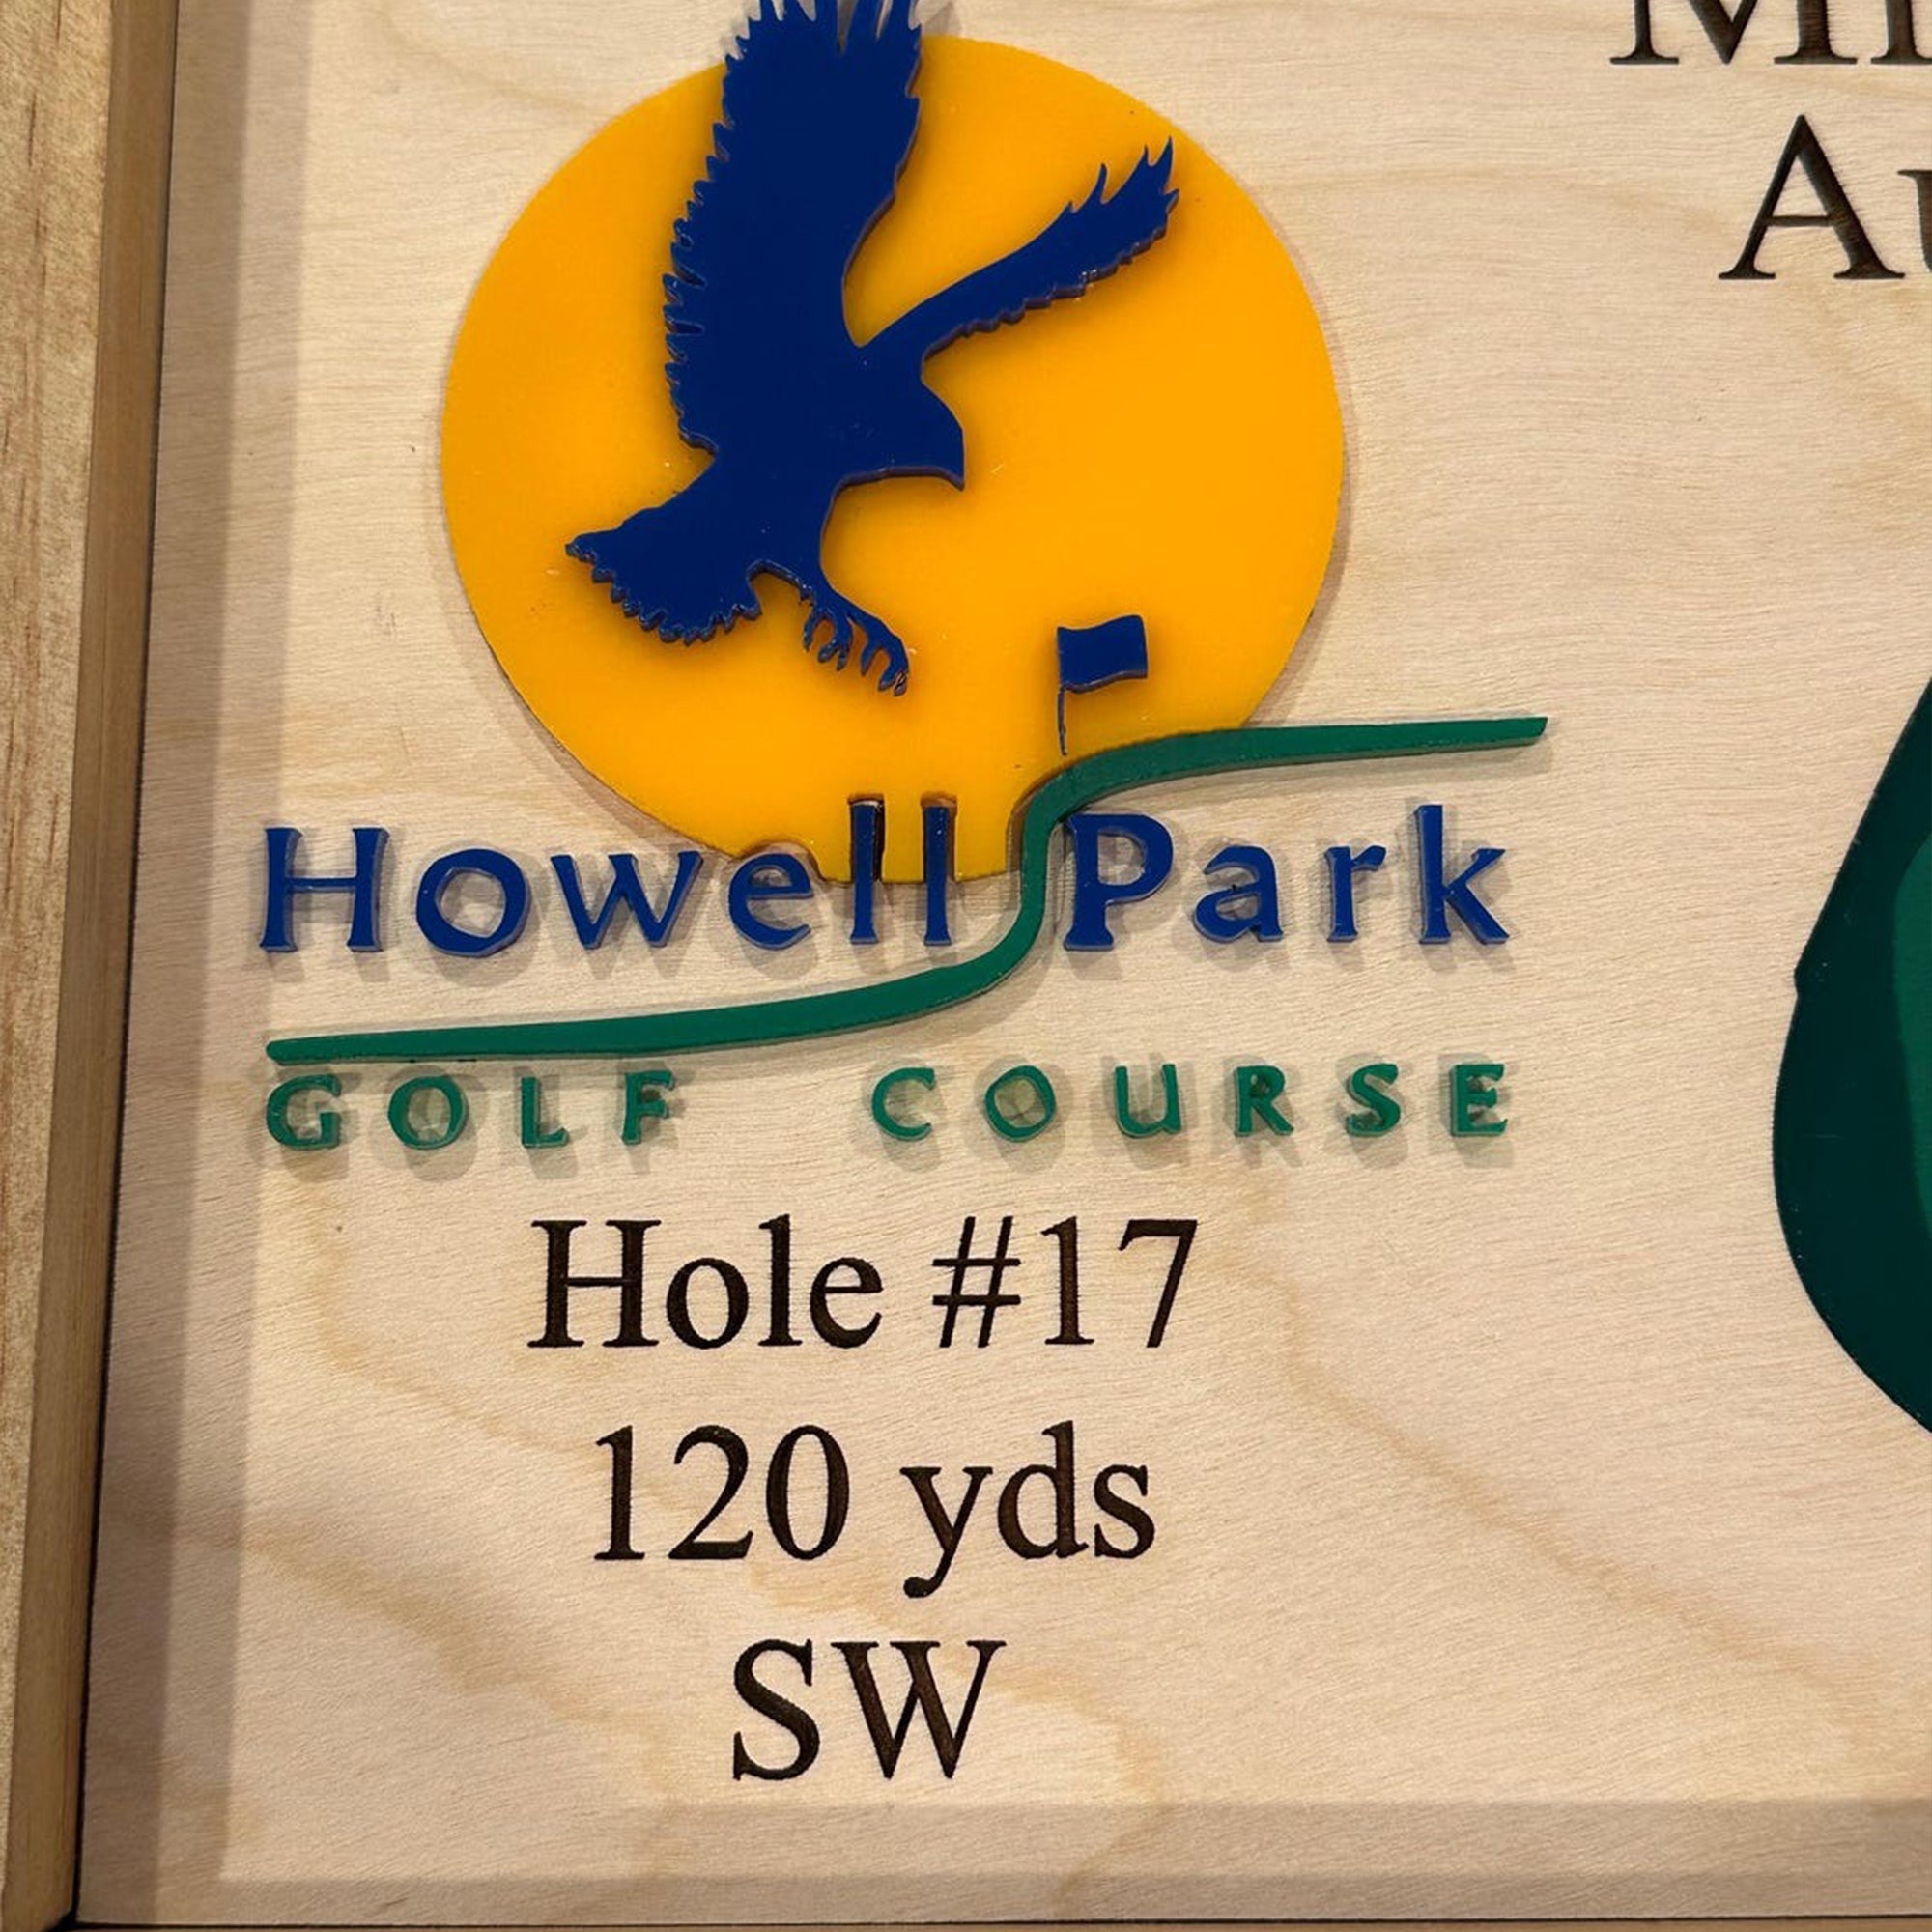 Howell Park
GOLF COURSE
Hole #17
120 yds
SW